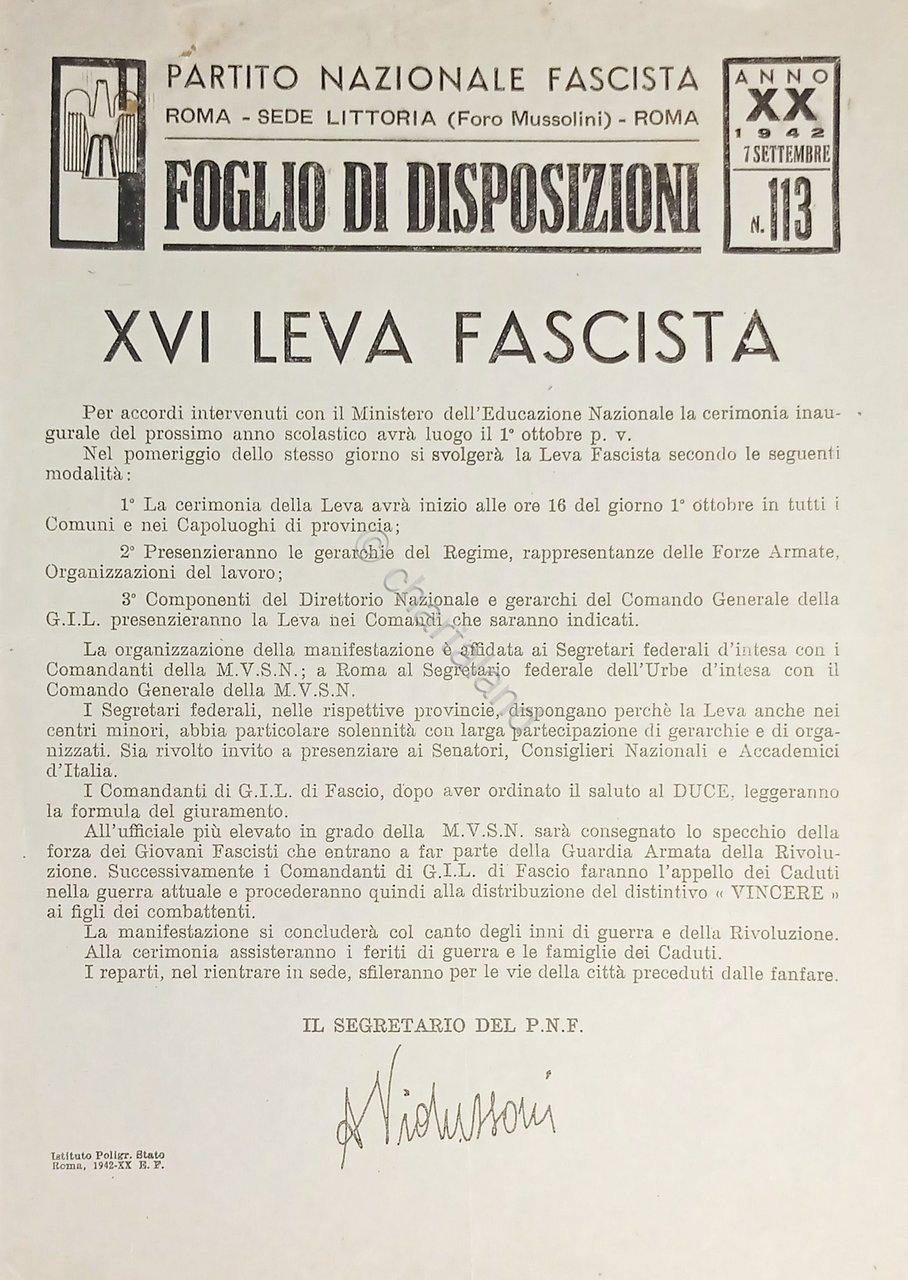 PARTITO NAZIONALE FASCISTA
ROMA - SEDE LITTORIA (Foro Mussolini) - ROMA
FOGLIO DI DISPOSIZIONI
ANNO
XX
1942
7 SETTEMBRE
N. 113
XVI LEVA FASCISTA
Per accordi intervenuti con il Ministero dell'Educazione Nazionale la cerimonia inau-
gurale del prossimo anno scolastico avrà luogo il 1° ottobre p. v.
Nel pomeriggio dello stesso giorno si svolgerà la Leva Fascista secondo le seguenti
modalità:
1° La cerimonia della Leva avrà inizio alle ore 16 del giorno 1° ottobre in tutti i
Comuni e nei Capoluoghi di provincia;
2° Presenzieranno le gerarchie del Regime, rappresentanze delle Forze Armate,
Organizzazioni del lavoro;
3° Componenti del Direttorio Nazionale e gerarchi del Comando Generale della
G.I.L. presenzieranno la Leva nei Comandi che saranno indicati.
La organizzazione della manifestazione è affidata ai Segretari federali d'intesa con i
Comandanti della M.V.S.N.; a Roma al Segretario federale dell'Urbe d'intesa con il
Comando Generale della M.V.S.N.
I Segretari federali, nelle rispettive provincie, dispongano perchè la Leva anche nei
centri minori, abbia particolare solennità con larga partecipazione di gerarchie e di orga-
nizzati. Sia rivolto invito a presenziare ai Senatori, Consiglieri Nazionali e Accademici
d'Italia.
I Comandanti di G.I.L. di Fascio, dopo aver ordinato il saluto al DUCE, leggeranno
la formula del giuramento.
All'ufficiale più elevato in grado della M.V.S.N. sarà consegnato lo specchio della
forza dei Giovani Fascisti che entrano a far parte della Guardia Armata della Rivolu-
zione. Successivamente i Comandanti di G.I.L. di Fascio faranno l'appello dei Caduti
nella guerra attuale e procederanno quindi alla distribuzione del distintivo « VINCERE »
ai figli dei combattenti.
La manifestazione si concluderà col canto degli inni di guerra e della Rivoluzione.
Alla cerimonia assisteranno i feriti di guerra e le famiglie dei Caduti.
I reparti, nel rientrare in sede, sfileranno per le vie della città preceduti dalle fanfare.
IL SEGRETARIO DEL P.N.F.
A Vidussoni
Istituto Poligr. Stato
Roma, 1942-XX E. F.
© chartaland